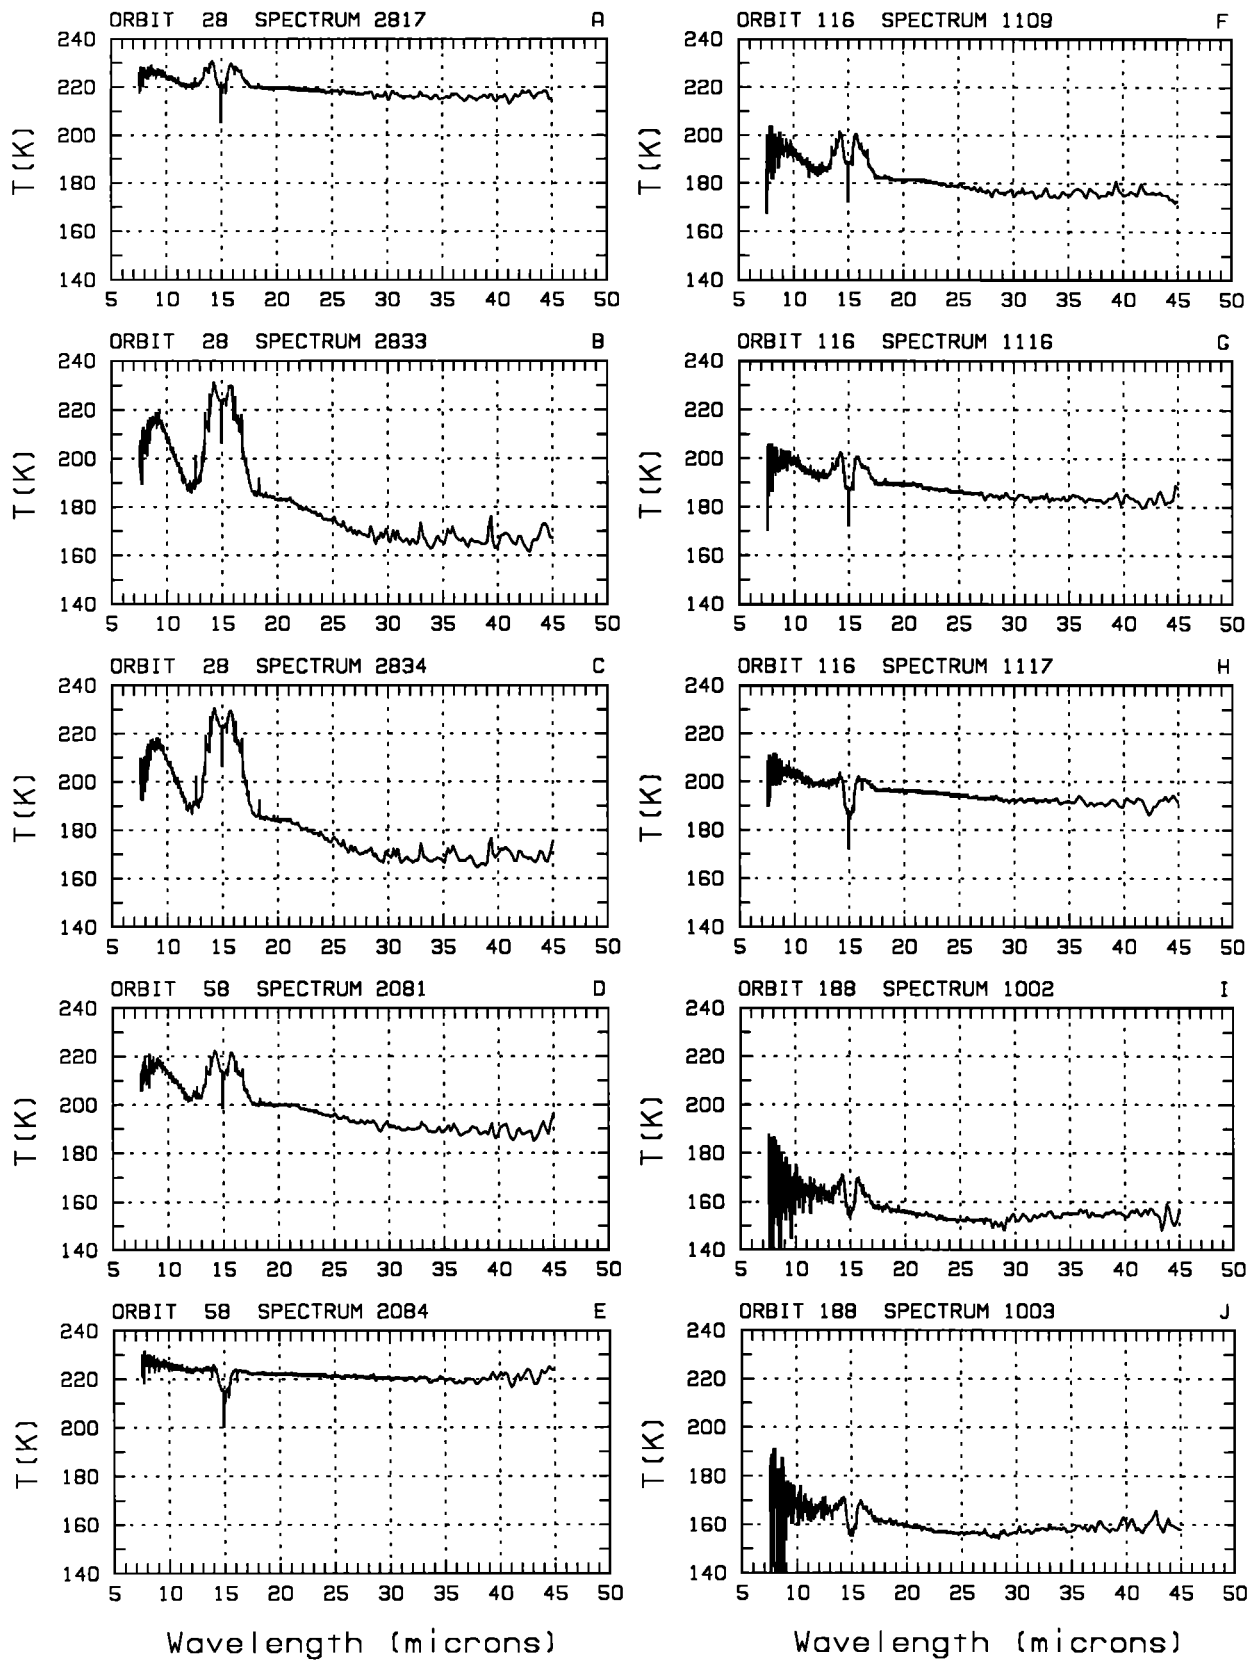 ORBIT 28 SPECTRUM 2817 A
240
220
200
180
160
140
T(K)
5 10 15 20 25 30 35 40 45 50
ORBIT 28 SPECTRUM 2833 B
240
220
200
180
160
140
T(K)
5 10 15 20 25 30 35 40 45 50
ORBIT 28 SPECTRUM 2834 C
240
220
200
180
160
140
T(K)
5 10 15 20 25 30 35 40 45 50
ORBIT 58 SPECTRUM 2081 D
240
220
200
180
160
140
T(K)
5 10 15 20 25 30 35 40 45 50
ORBIT 58 SPECTRUM 2084 E
240
220
200
180
160
140
T(K)
5 10 15 20 25 30 35 40 45 50
Wavelength (microns)
ORBIT 116 SPECTRUM 1109 F
240
220
200
180
160
140
T(K)
5 10 15 20 25 30 35 40 45 50
ORBIT 116 SPECTRUM 1116 G
240
220
200
180
160
140
T(K)
5 10 15 20 25 30 35 40 45 50
ORBIT 116 SPECTRUM 1117 H
240
220
200
180
160
140
T(K)
5 10 15 20 25 30 35 40 45 50
ORBIT 188 SPECTRUM 1002 I
240
220
200
180
160
140
T(K)
5 10 15 20 25 30 35 40 45 50
ORBIT 188 SPECTRUM 1003 J
240
220
200
180
160
140
T(K)
5 10 15 20 25 30 35 40 45 50
Wavelength (microns)